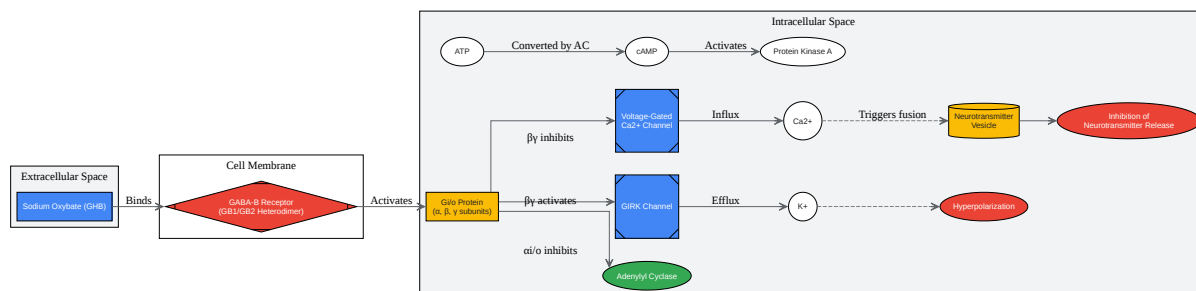 Intracellular Space
ATP
Converted by AC
cAMP
Activates
Protein Kinase A
Voltage-Gated
Ca2+ Channel
Influx
Ca2+
Triggers fusion
Neurotransmitter
Vesicle
Inhibition of
Neurotransmitter Release
βγ inhibits
Cell Membrane
Extracellular Space
Sodium Oxybate (GHB)
Binds
GABA-B Receptor
(GB1/GB2 Heterodimer)
Activates
Gi/o Protein
(α, β, γ subunits)
βγ activates
GIRK Channel
Efflux
K+
Hyperpolarization
αi/o inhibits
Adenylyl Cyclase